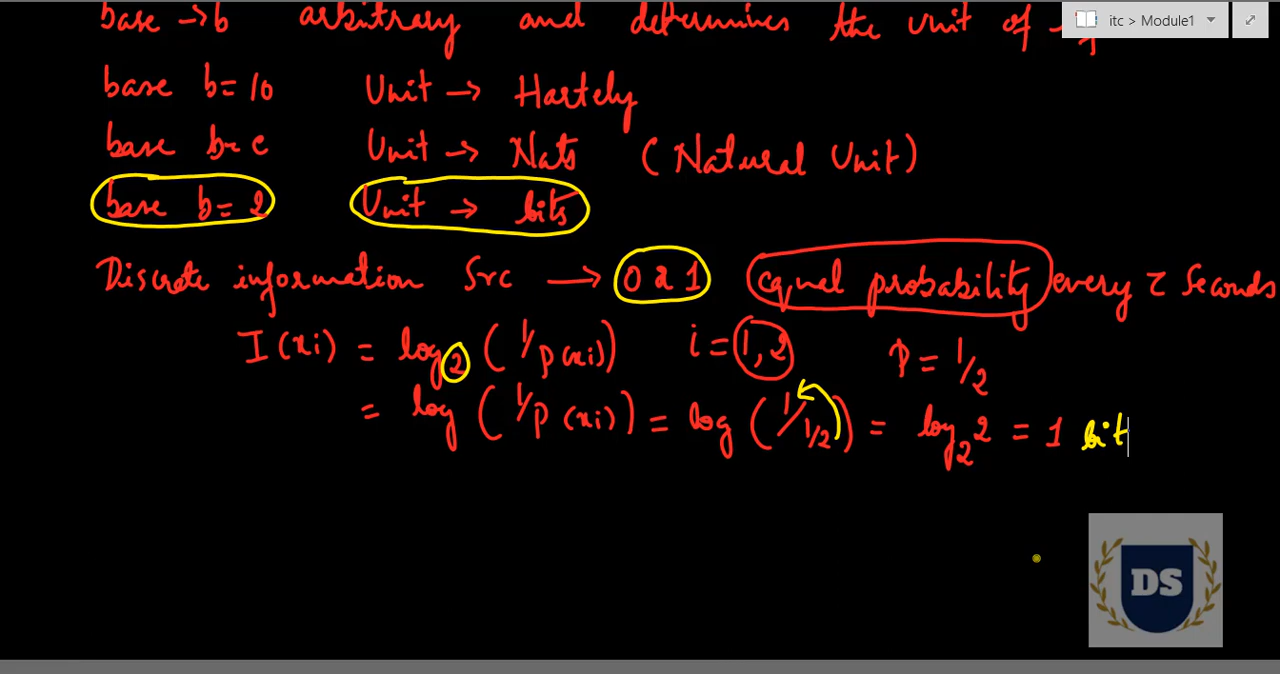 base → b arbitrary and determines the unit of
itc > Module1
base b = 10 Unit → Hartely
base b = e Unit → Nats (Natural Unit)
base b = 2 Unit → bits
Discrete information Src → 0 & 1 equal probability every τ Seconds
I(xi) = log₂ (1/p(xi)) i = 1, 2 P = 1/2
= log (1/p(xi)) = log (1/1/2) = log₂ 2 = 1 bit
DS